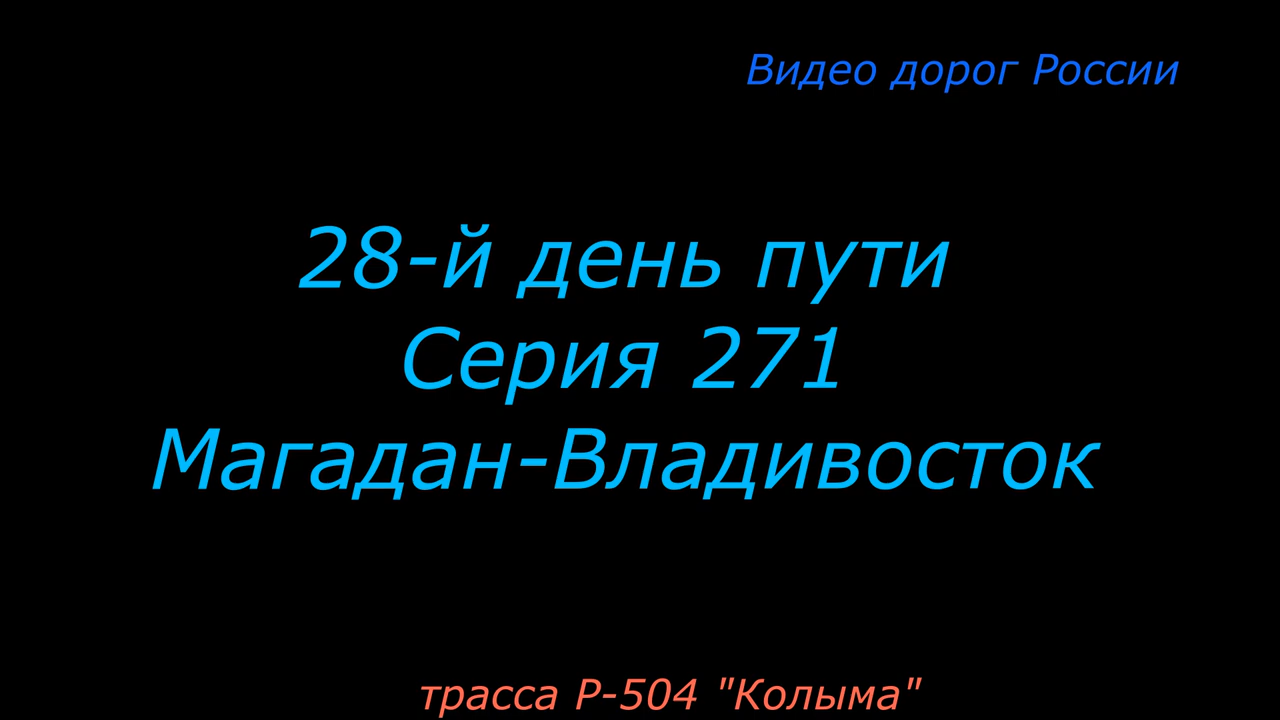 Видео дорог России
28-й день пути
Серия 271
Магадан-Владивосток
трасса Р-504 "Колыма"